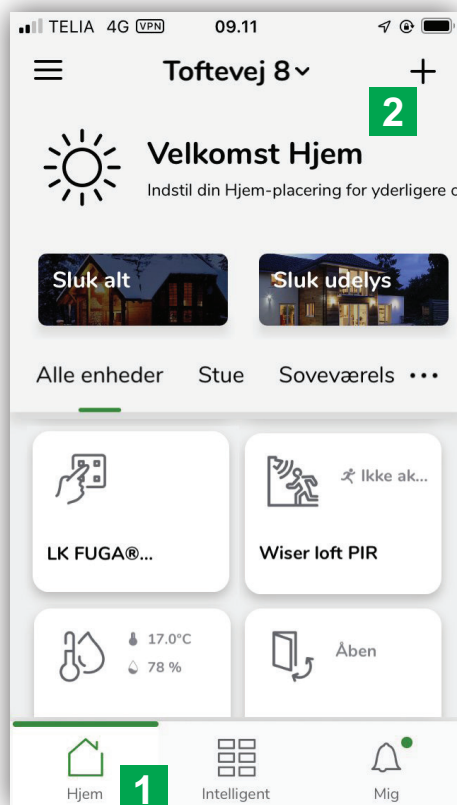 TELIA 4G VPN 09.11
Toftevej 8
2
Velkomst Hjem
Indstil din Hjem-placering for yderligere
Sluk alt Sluk udelys
Alle enheder Stue Soveværels ...
Ikke ak...
LK FUGA®... Wiser loft PIR
17.0°C Åben
78 %
Hjem 1 Intelligent Mig